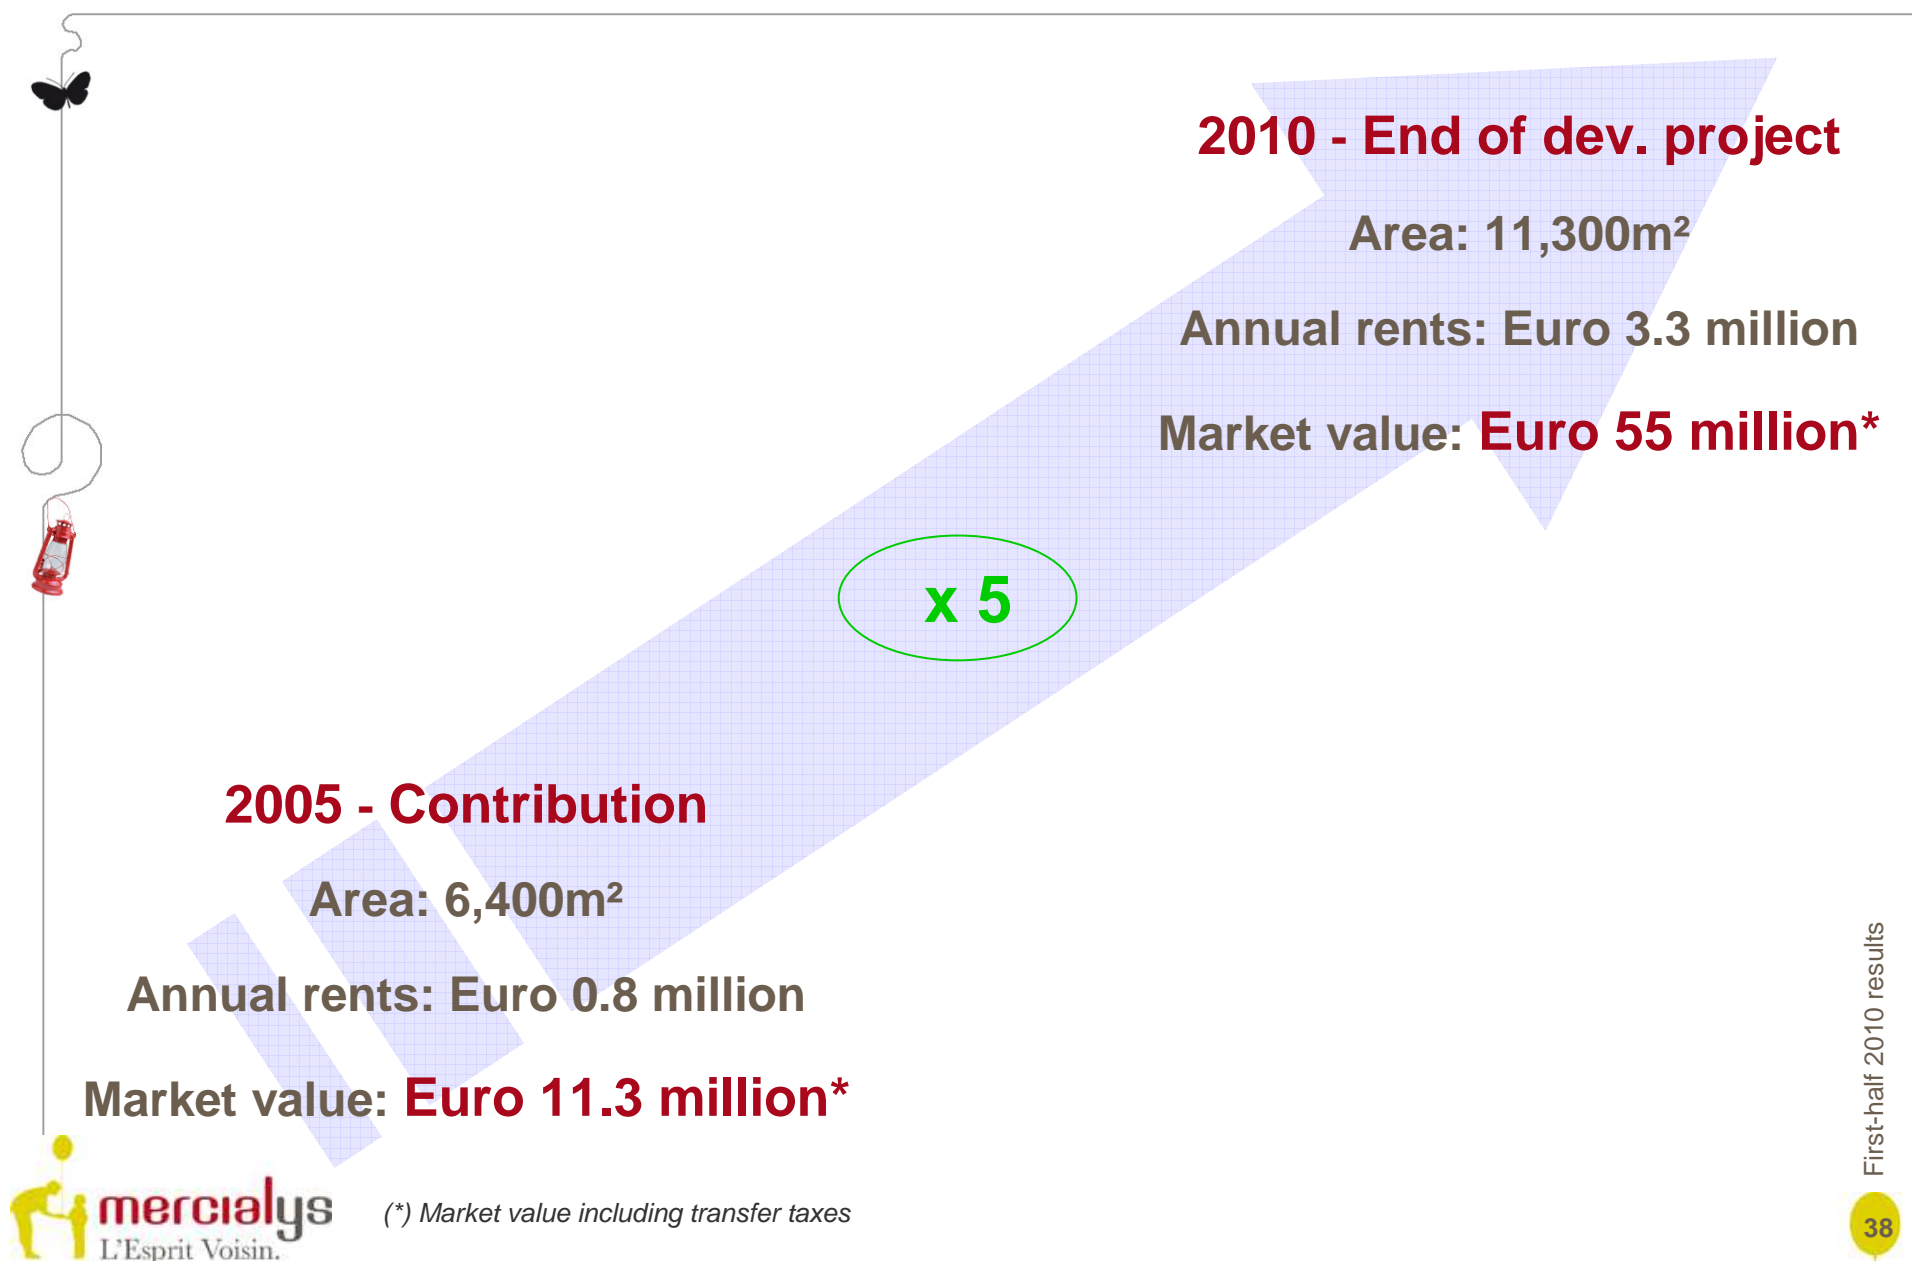 2010 - End of dev. project
Area: 11,300m²
Annual rents: Euro 3.3 million
Market value: Euro 55 million*
x 5
2005 - Contribution
Area: 6,400m²
Annual rents: Euro 0.8 million
Market value: Euro 11.3 million*
First-half 2010 results
mercialys
L'Esprit Voisin.
(*) Market value including transfer taxes
38